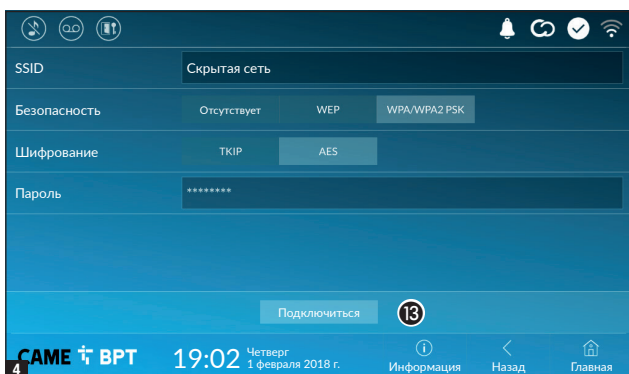 SSID Скрытая сеть
Безопасность Отсутствует WEP WPA/WPA2 PSK
Шифрование TKIP AES
Пароль ********
Подключиться 13
4 CAME BPT 19:02 Четверг
1 февраля 2018 г.
Информация Назад Главная